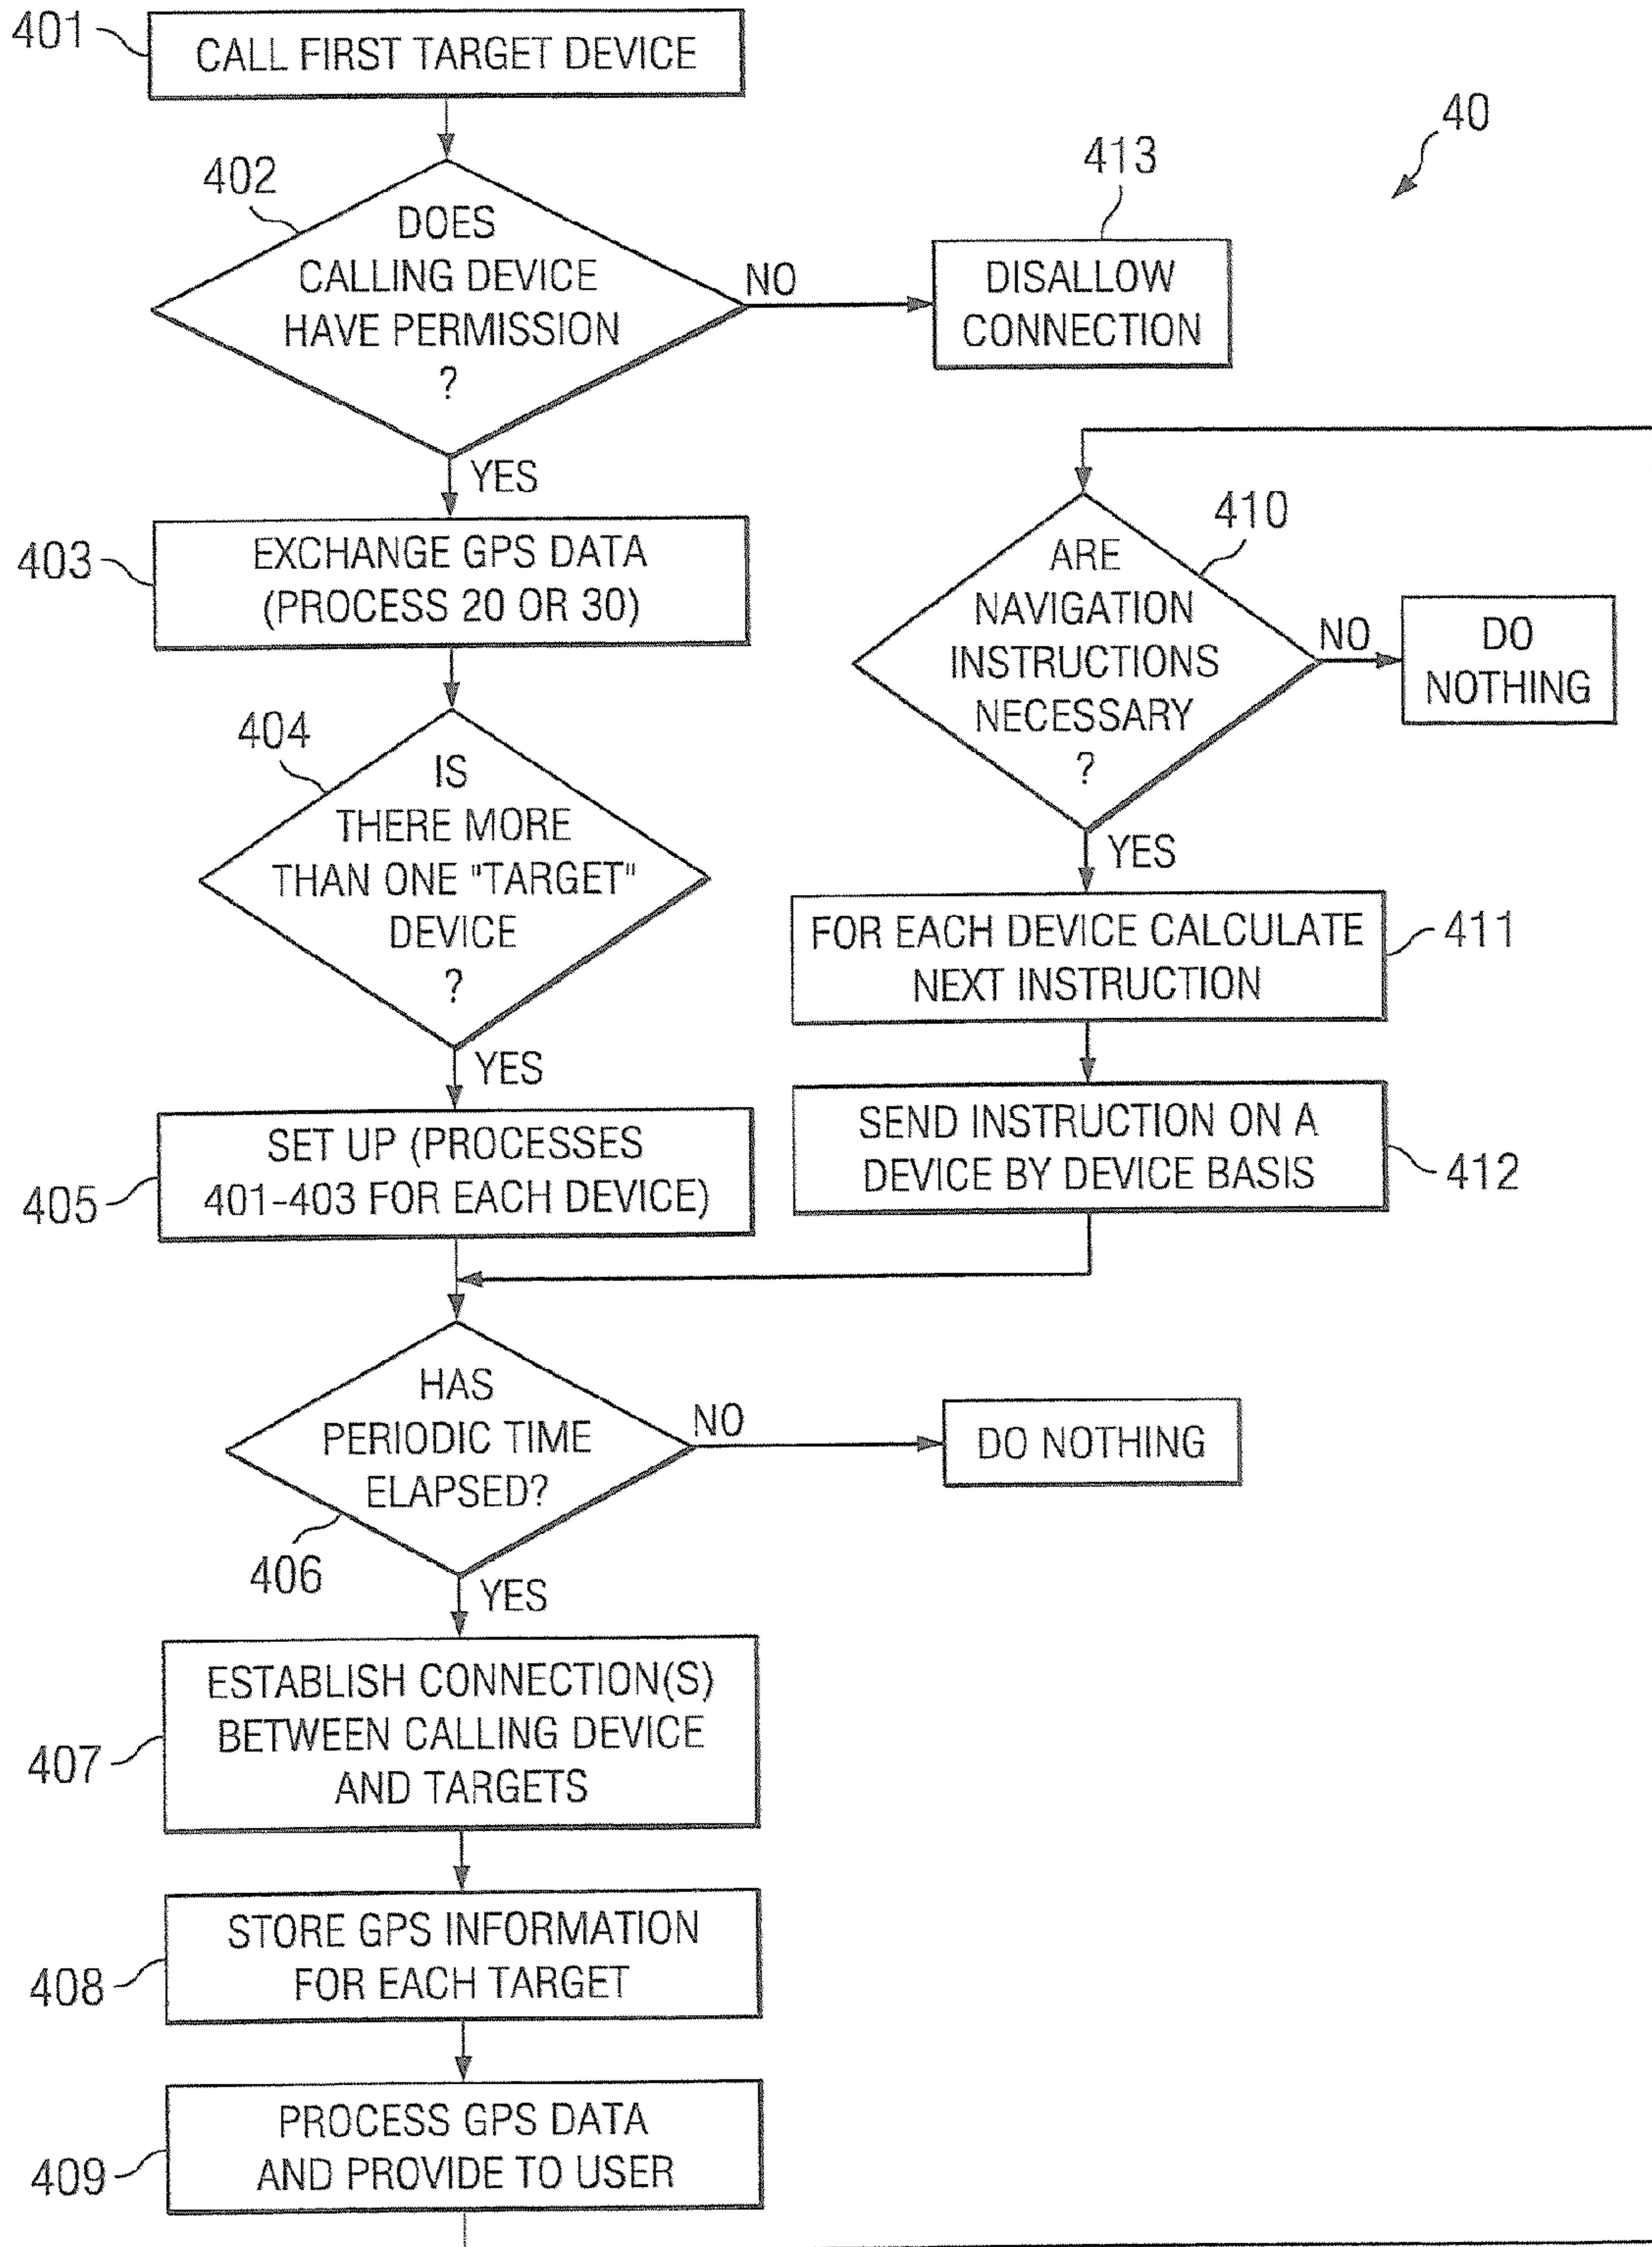 401
CALL FIRST TARGET DEVICE
40
402
DOES
CALLING DEVICE
HAVE PERMISSION
?
NO
413
DISALLOW
CONNECTION
YES
403
EXCHANGE GPS DATA
(PROCESS 20 OR 30)
404
IS
THERE MORE
THAN ONE "TARGET"
DEVICE
?
YES
405
SET UP (PROCESSES
401-403 FOR EACH DEVICE)
HAS
PERIODIC TIME
ELAPSED?
406
NO
DO NOTHING
YES
407
ESTABLISH CONNECTION(S)
BETWEEN CALLING DEVICE
AND TARGETS
408
STORE GPS INFORMATION
FOR EACH TARGET
409
PROCESS GPS DATA
AND PROVIDE TO USER
410
ARE
NAVIGATION
INSTRUCTIONS
NECESSARY
?
NO
DO
NOTHING
YES
FOR EACH DEVICE CALCULATE
NEXT INSTRUCTION
411
SEND INSTRUCTION ON A
DEVICE BY DEVICE BASIS
412